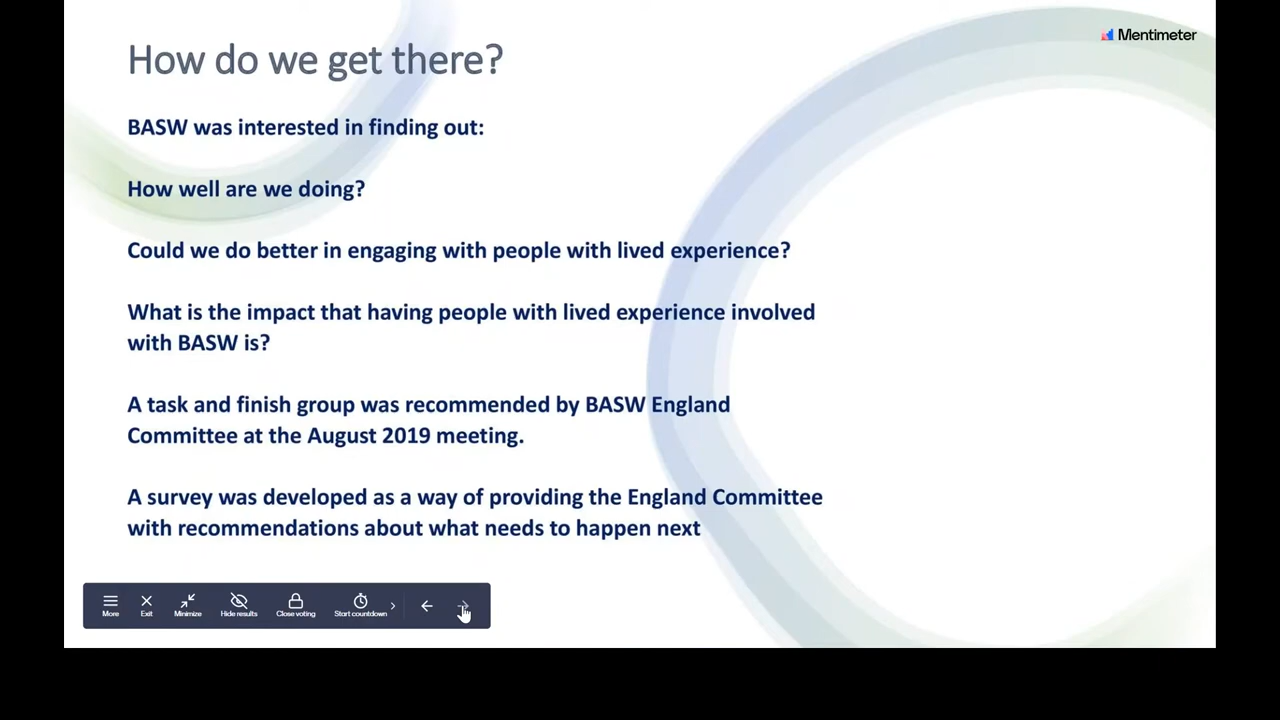 Mentimeter
How do we get there?
BASW was interested in finding out:
How well are we doing?
Could we do better in engaging with people with lived experience?
What is the impact that having people with lived experience involved
with BASW is?
A task and finish group was recommended by BASW England
Committee at the August 2019 meeting.
A survey was developed as a way of providing the England Committee
with recommendations about what needs to happen next
More Exit Minimize Hide results Close voting Start countdown